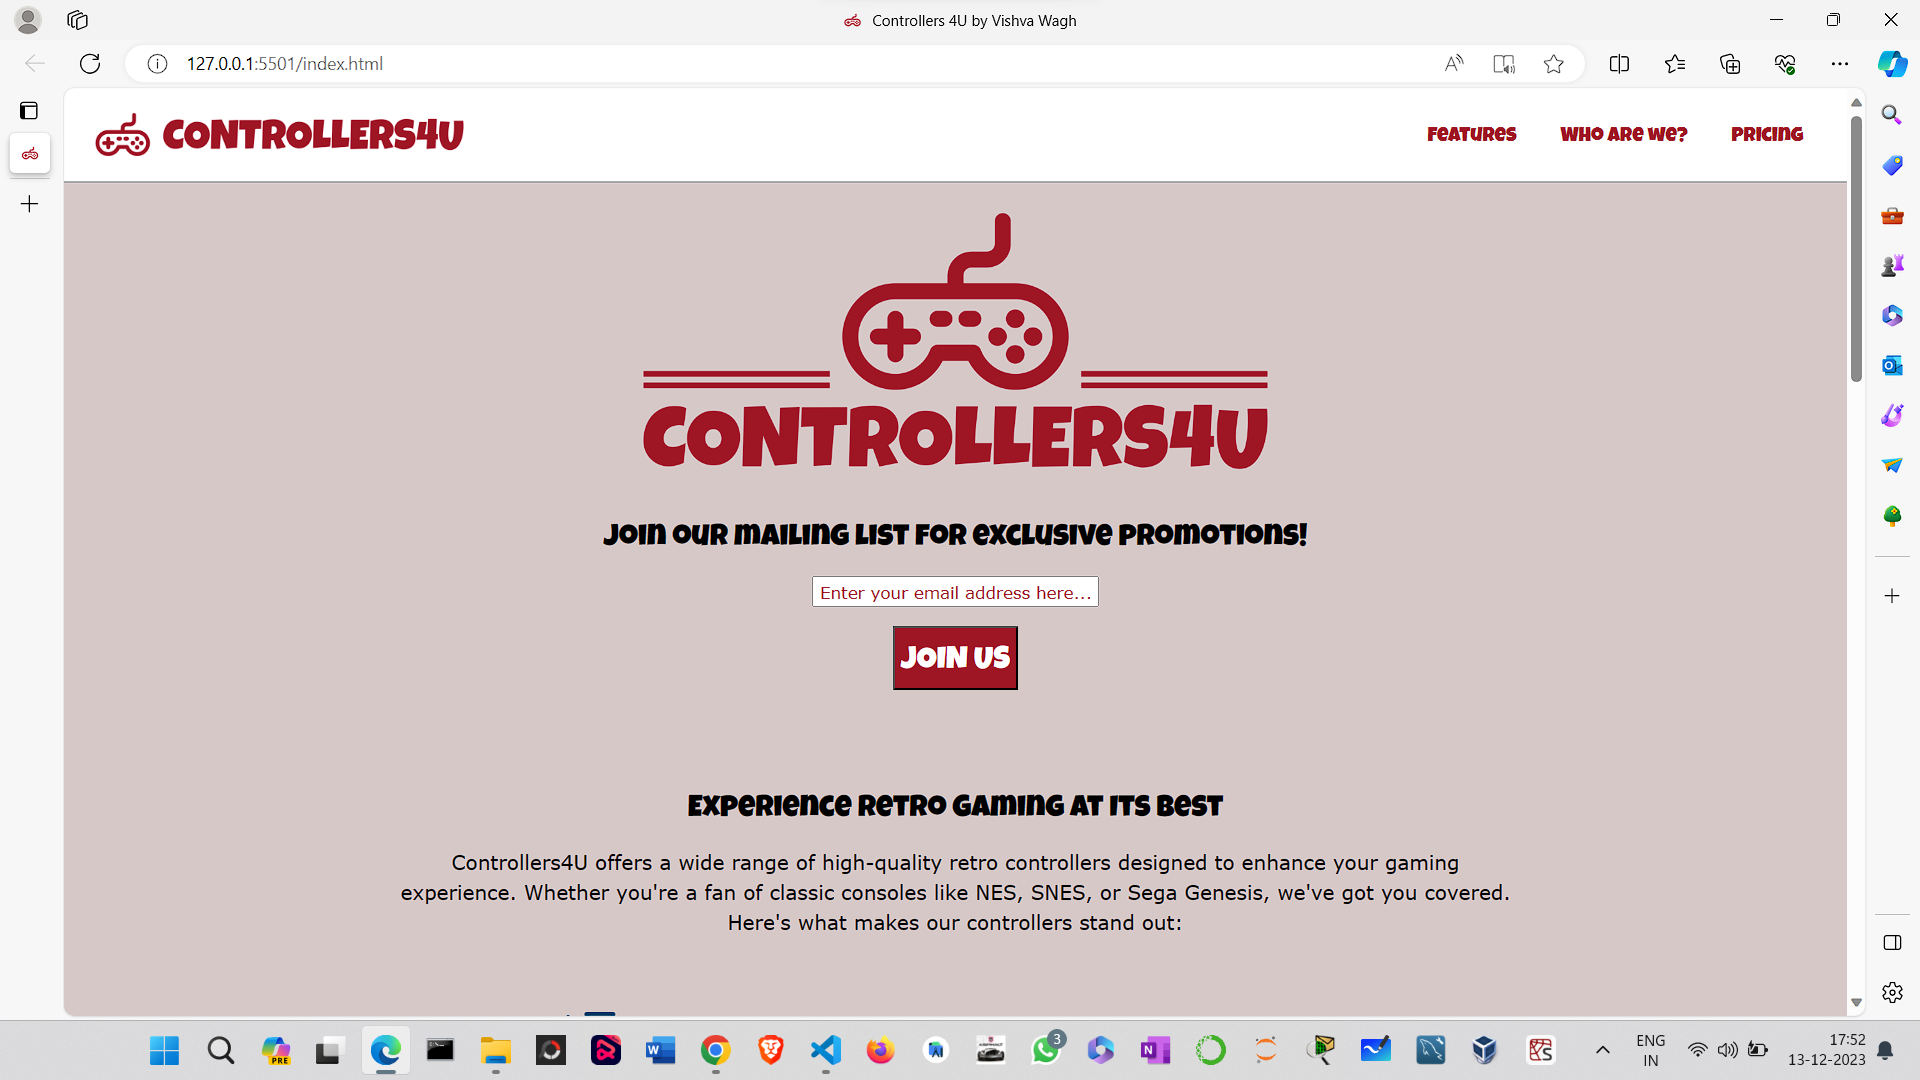 Controllers 4U by Vishva Wagh
127.0.0.1:5501/index.html
CONTROLLERS4U
Features
Who are we?
Pricing
CONTROLLERS4U
Join our mailing list for exclusive promotions!
Enter your email address here...
JOIN US
Experience Retro Gaming at its Best
Controllers4U offers a wide range of high-quality retro controllers designed to enhance your gaming
experience. Whether you're a fan of classic consoles like NES, SNES, or Sega Genesis, we've got you covered.
Here's what makes our controllers stand out:
PRE
3
ENG
IN
17:52
13-12-2023